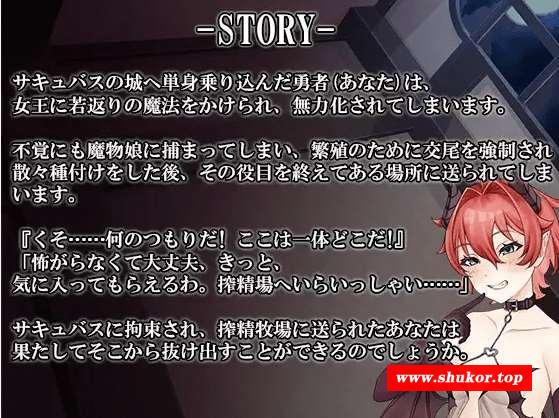 -STORY-
サキュバスの城へ単身乗り込んだ勇者(あなた)は、
女王に若返りの魔法をかけられ、無力化されてしまいます。
不覚にも魔物娘に捕まってしまい、繁殖のために交尾を強制され
散々種付けをした後、その役目を終えてある場所に送られてしま
います。
『くそ……何のつもりだ！ここは一体どこだ！』
「怖がらなくて大丈夫、きっと、
気に入ってもらえるわ。搾精場へいらいっしゃい……」
サキュバスに拘束され、搾精牧場に送られたあなたは
果たしてそこから抜け出すことができるのでしょうか。
www.shukor.top